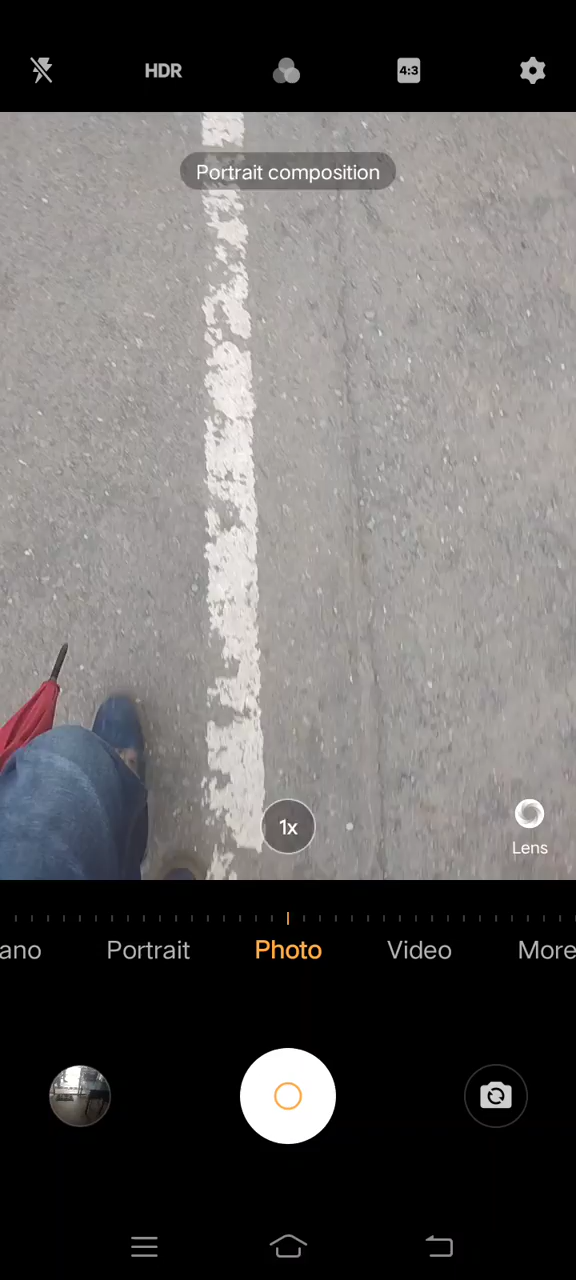 HDR
4:3
Portrait composition
1x
Lens
ano
Portrait
Photo
Video
More